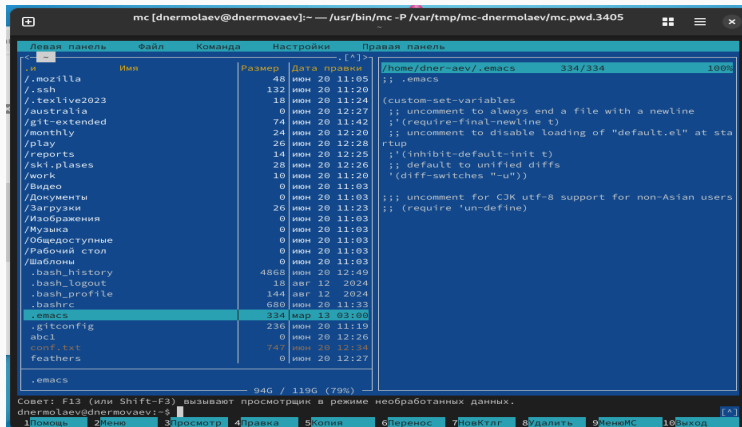 mc [dnermolaev@dnermovaev]:~ — /usr/bin/mc -P /var/tmp/mc-dnermolaev/mc.pwd.3405
~
Левая панель Файл Команда Настройки Правая панель
<— ~ .[^]>
.и Имя Размер Дата правки
/.mozilla 48 июн 20 11:05
/.ssh 132 июн 20 11:20
/.texlive2023 18 июн 20 11:24
/australia 0 июн 20 12:27
/git-extended 74 июн 20 11:42
/monthly 24 июн 20 12:20
/play 26 июн 20 12:28
/reports 14 июн 20 12:25
/ski.plases 28 июн 20 12:26
/work 10 июн 20 11:20
/Видео 0 июн 20 11:03
/Документы 0 июн 20 11:03
/Загрузки 26 июн 20 11:23
/Изображения 0 июн 20 11:03
/Музыка 0 июн 20 11:03
/Общедоступные 0 июн 20 11:03
/Рабочий стол 0 июн 20 11:03
/Шаблоны 0 июн 20 11:03
.bash_history 4868 июн 20 12:49
.bash_logout 18 авг 12 2024
.bash_profile 144 авг 12 2024
.bashrc 680 июн 20 11:33
.emacs 334 мар 13 03:00
.gitconfig 236 июн 20 11:19
abc1 0 июн 20 12:26
conf.txt 747 июн 20 12:34
feathers 0 июн 20 12:27
.emacs
94G / 119G (79%)
/home/dner~aev/.emacs 334/334 100%
;; .emacs
(custom-set-variables
;; uncomment to always end a file with a newline
;'(require-final-newline t)
;; uncomment to disable loading of "default.el" at sta
rtup
;'(inhibit-default-init t)
;; default to unified diffs
'(diff-switches "-u"))
;;; uncomment for CJK utf-8 support for non-Asian users
;; (require 'un-define)
Совет: F13 (или Shift-F3) вызывают просмотрщик в режиме необработанных данных.
dnermolaev@dnermovaev:~$ [^]
1Помощь 2Меню 3Просмотр 4Правка 5Копия 6Перенос 7НовКтлг 8Удалить 9МенюМС 10Выход